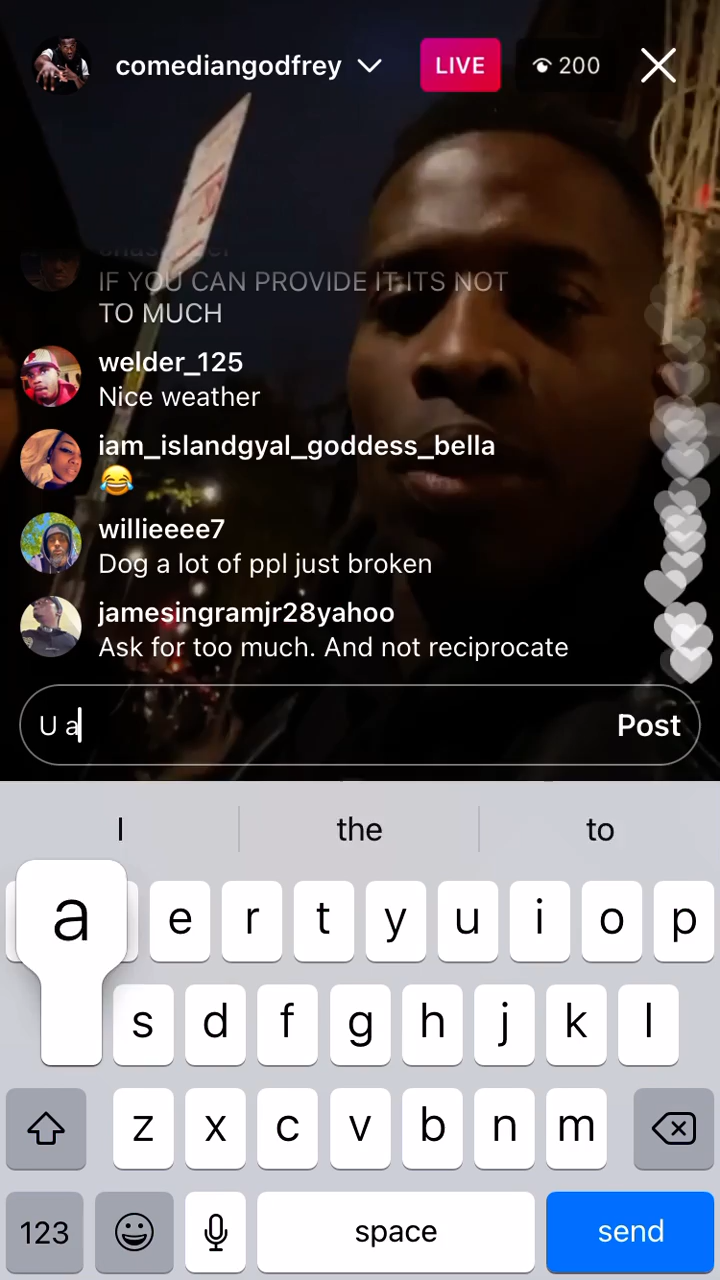 comediangodfrey
LIVE
200
IF YOU CAN PROVIDE IT ITS NOT
TO MUCH
welder_125
Nice weather
iam_islandgyal_goddess_bella
😂
willieeee7
Dog a lot of ppl just broken
jamesingramjr28yahoo
Ask for too much. And not reciprocate
U a
Post
I the to
a e r t y u i o p
s d f g h j k l
z x c v b n m
123 space send